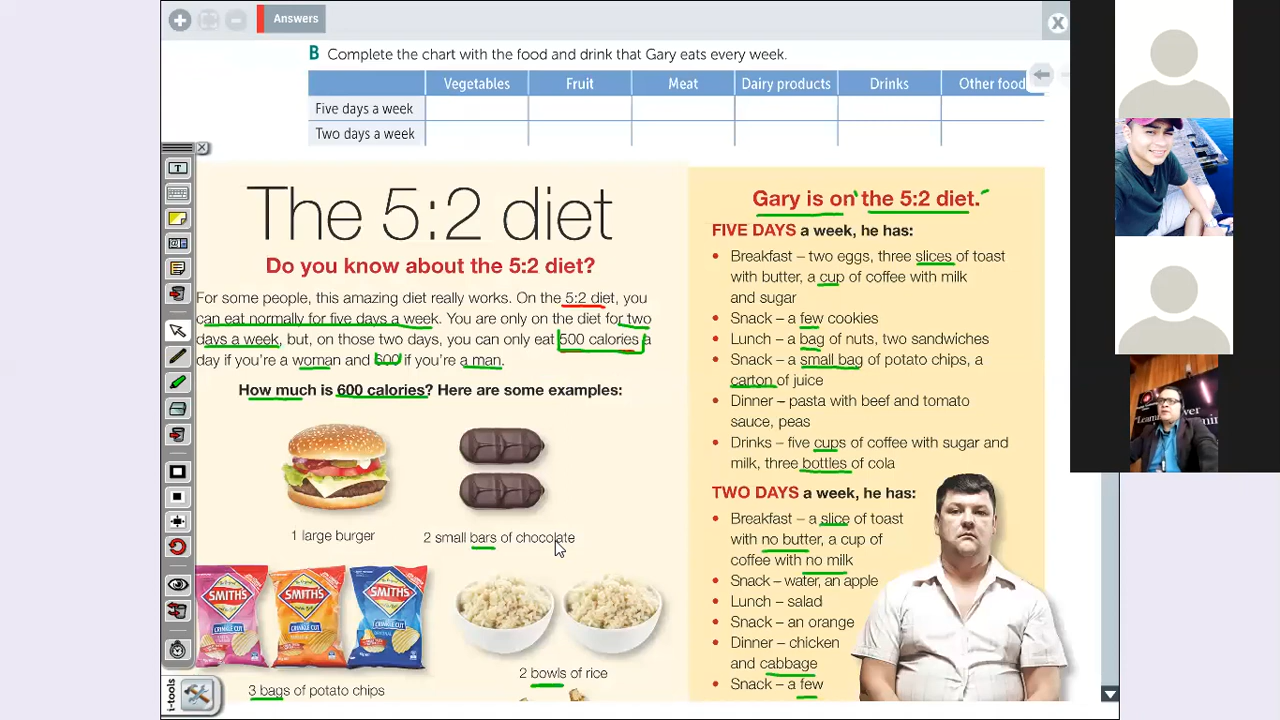 Answers
X
B Complete the chart with the food and drink that Gary eats every week.
Vegetables Fruit Meat Dairy products Drinks Other food
Five days a week
Two days a week
The 5:2 diet
Do you know about the 5:2 diet?
For some people, this amazing diet really works. On the 5:2 diet, you
can eat normally for five days a week. You are only on the diet for two
days a week, but, on those two days, you can only eat 500 calories a
day if you're a woman and 600 if you're a man.
How much is 600 calories? Here are some examples:
1 large burger
2 small bars of chocolate
SMITH'S
SMITH'S
SMITH'S
3 bags of potato chips
2 bowls of rice
Gary is on the 5:2 diet.
FIVE DAYS a week, he has:
• Breakfast – two eggs, three slices of toast
with butter, a cup of coffee with milk
and sugar
• Snack – a few cookies
• Lunch – a bag of nuts, two sandwiches
• Snack – a small bag of potato chips, a
carton of juice
• Dinner – pasta with beef and tomato
sauce, peas
• Drinks – five cups of coffee with sugar and
milk, three bottles of cola
TWO DAYS a week, he has:
• Breakfast – a slice of toast
with no butter, a cup of
coffee with no milk
• Snack – water, an apple
• Lunch – salad
• Snack – an orange
• Dinner – chicken
and cabbage
• Snack – a few
i-tools